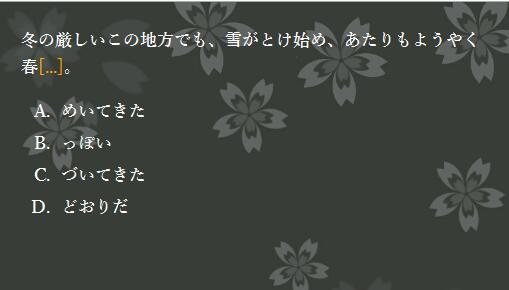 冬の厳しいこの地方でも、雪がとけ始め、あたりもようやく
春[...]。
A. めいてきた
B. っぽい
C. づいてきた
D. どおりだ